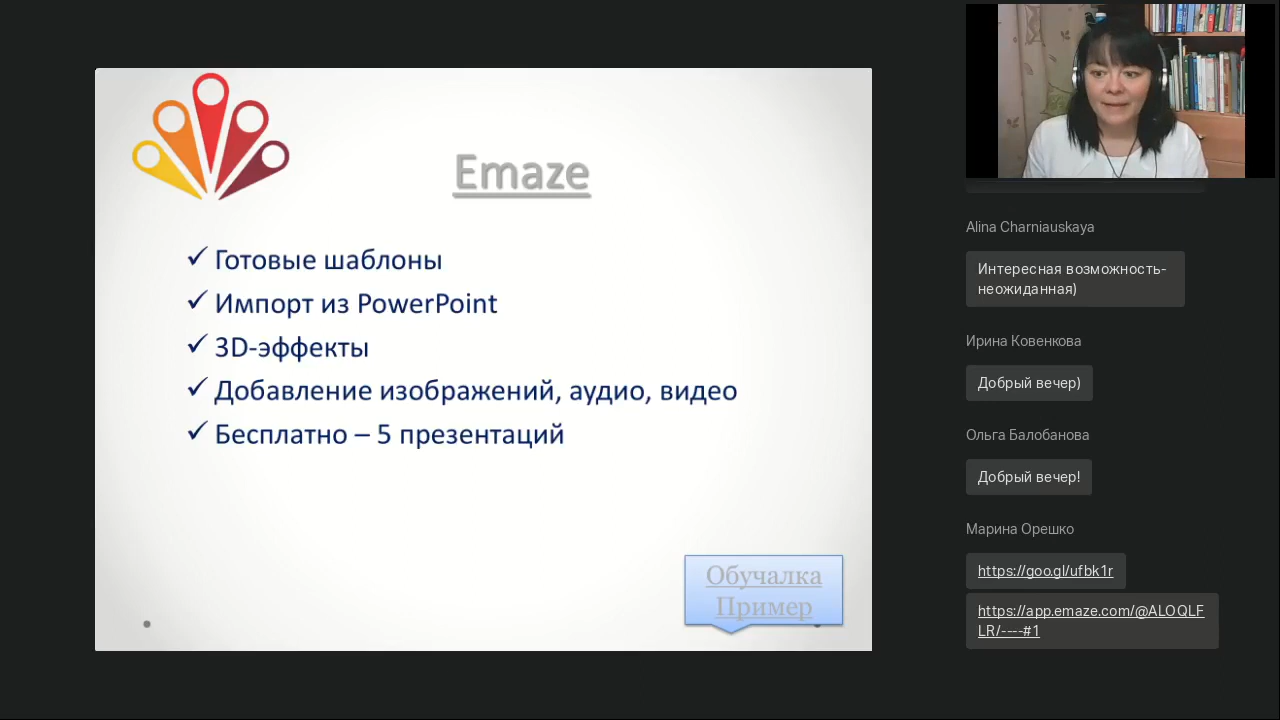 Emaze
Готовые шаблоны
Импорт из PowerPoint
3D-эффекты
Добавление изображений, аудио, видео
Бесплатно – 5 презентаций
Обучалка
Пример
Alina Charniauskaya
Интересная возможность-
неожиданная)
Ирина Ковенкова
Добрый вечер)
Ольга Балобанова
Добрый вечер!
Марина Орешко
https://goo.gl/ufbk1r
https://app.emaze.com/@ALOQLF
LR/----#1